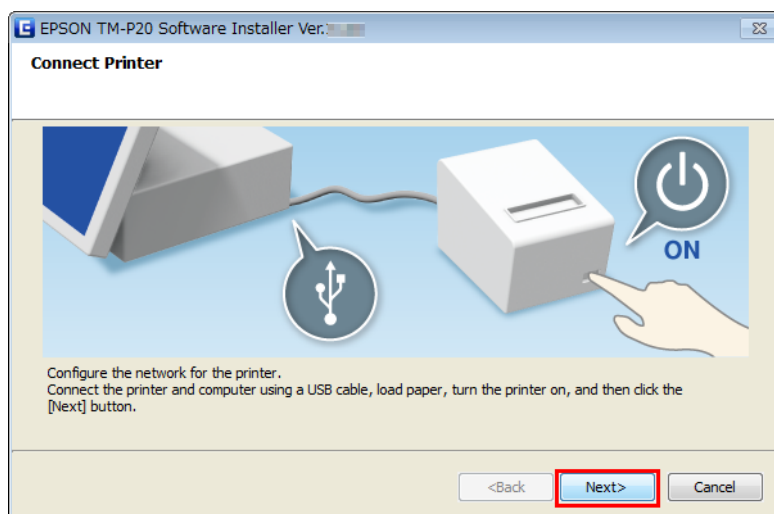 EPSON TM-P20 Software Installer Ver.
Connect Printer
ON
Configure the network for the printer.
Connect the printer and computer using a USB cable, load paper, turn the printer on, and then click the
[Next] button.
<Back Next> Cancel